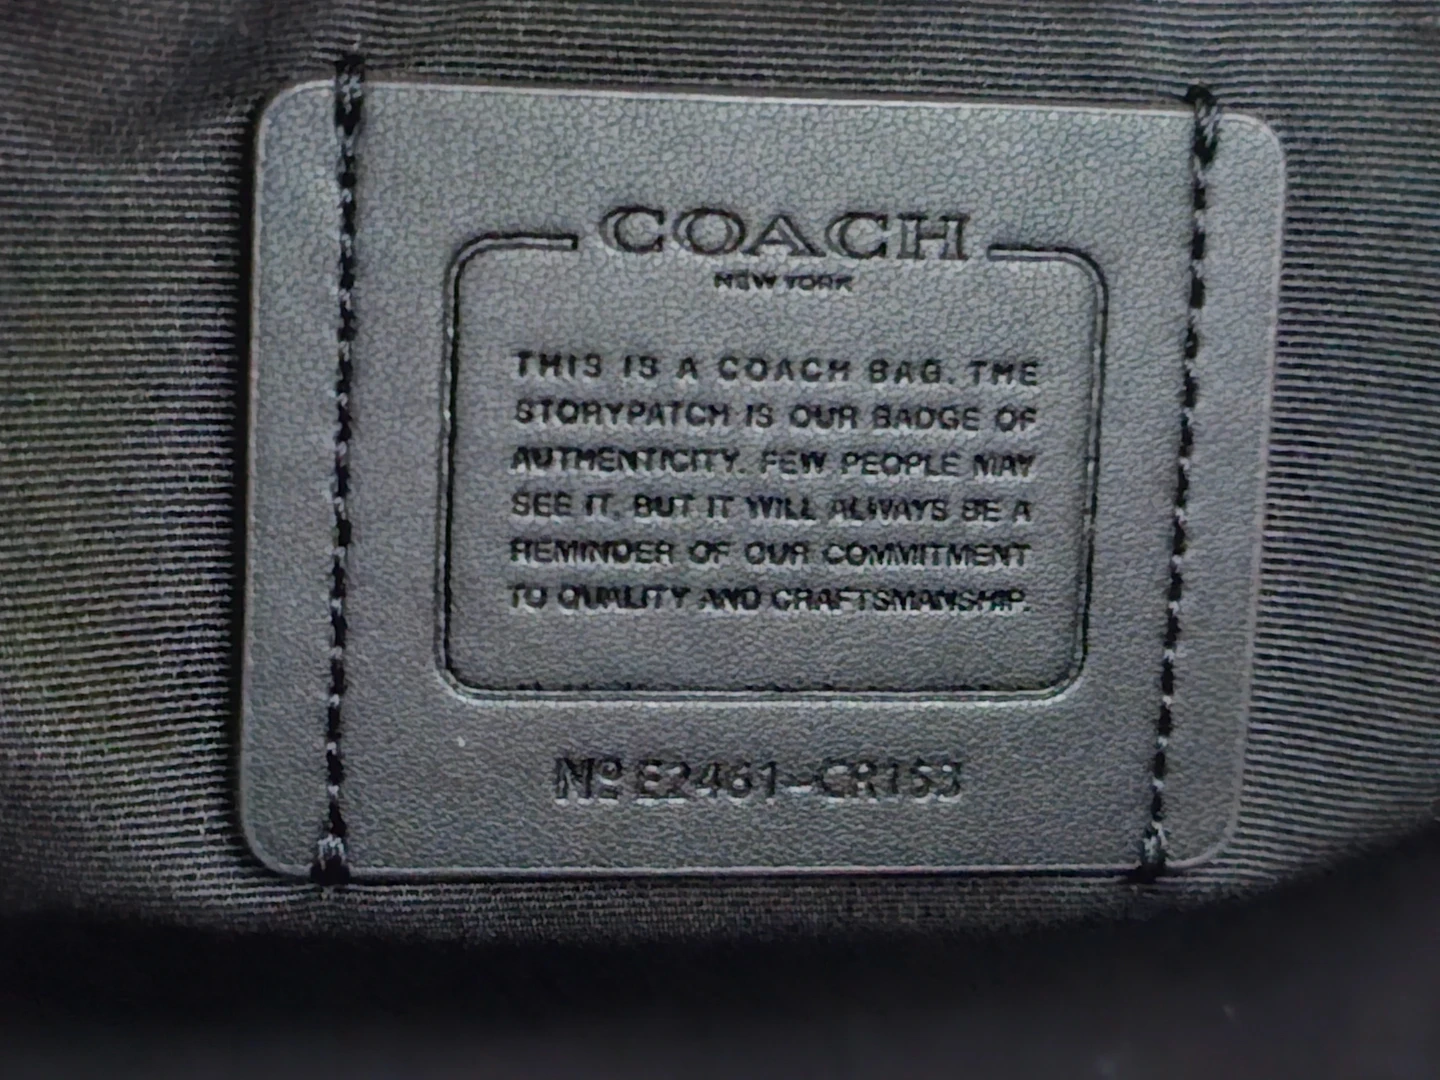 COACH
NEW YORK
THIS IS A COACH BAG. THE
STORYPATCH IS OUR BADGE OF
AUTHENTICITY. FEW PEOPLE MAY
SEE IT, BUT IT WILL ALWAYS BE A
REMINDER OF OUR COMMITMENT
TO QUALITY AND CRAFTSMANSHIP.
Nº E2461-CR153